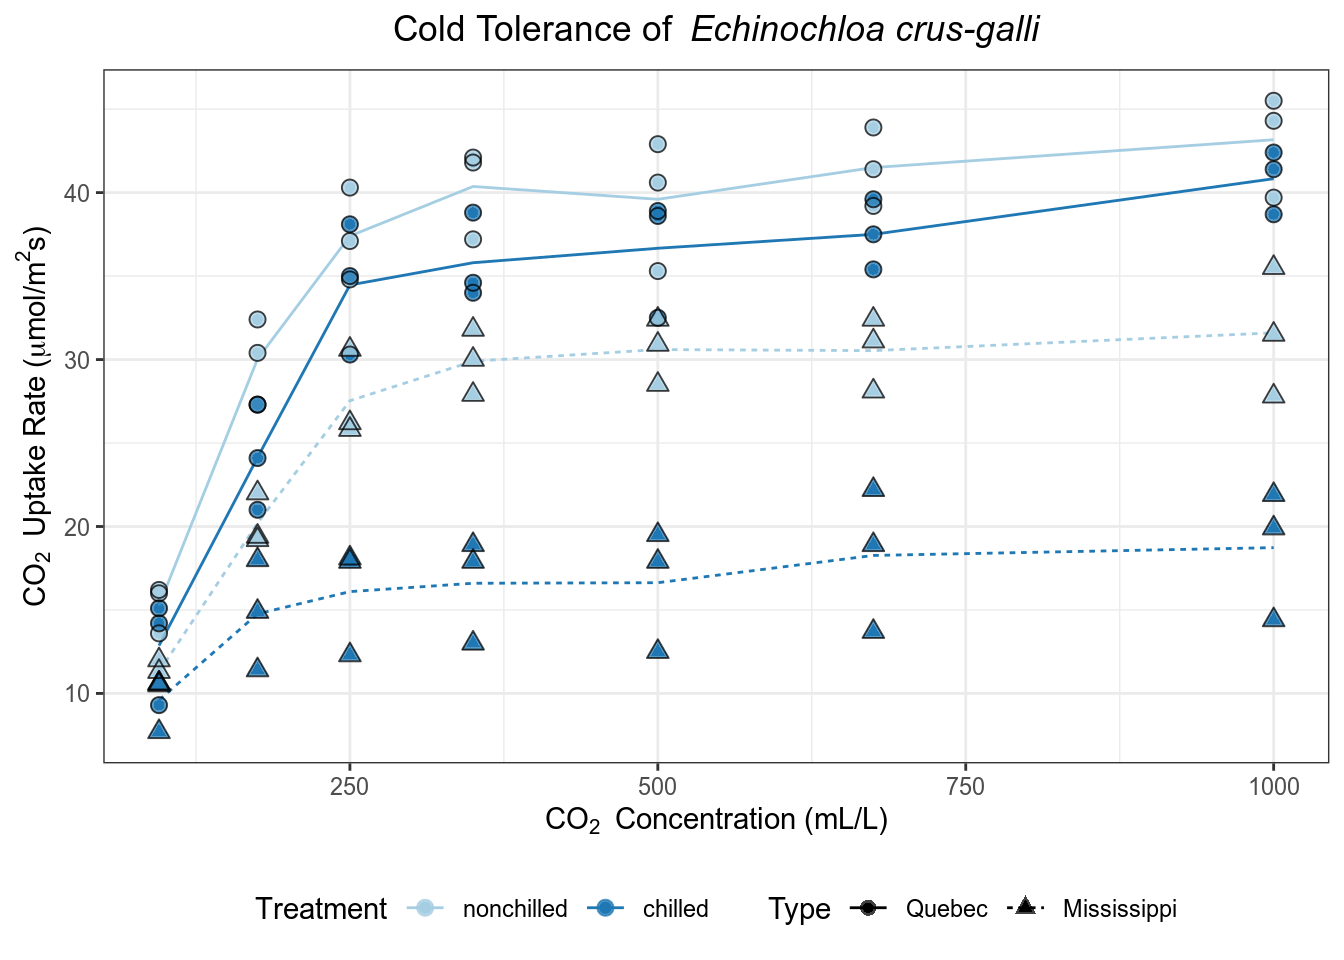 Cold Tolerance of Echinochloa crus-galli
CO₂ Uptake Rate (μmol/m²s)
40
30
20
10
250 500 750 1000
CO₂ Concentration (mL/L)
Treatment nonchilled chilled Type Quebec Mississippi